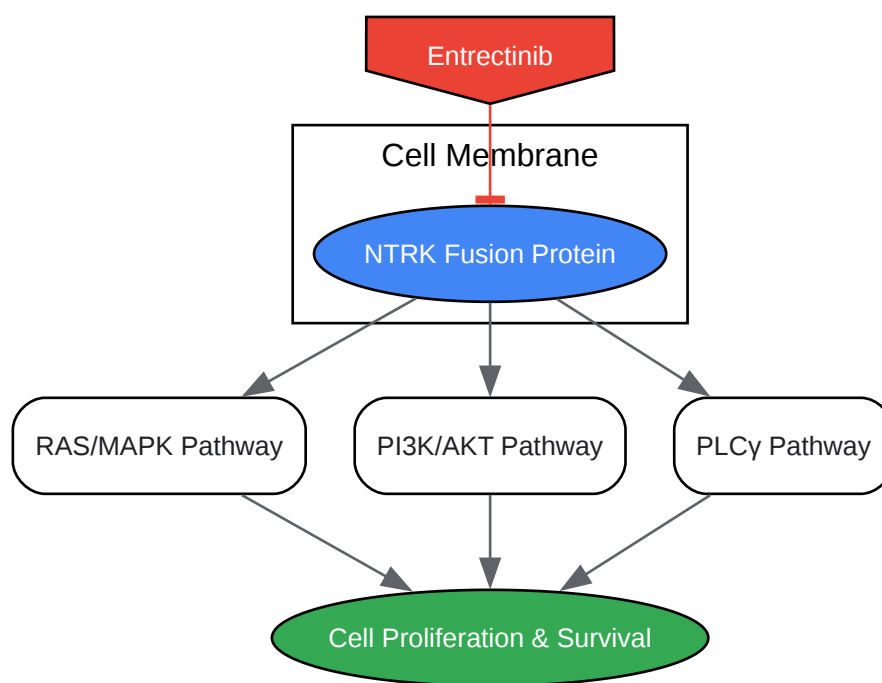 Entrectinib
Cell Membrane
NTRK Fusion Protein
RAS/MAPK Pathway
PI3K/AKT Pathway
PLCγ Pathway
Cell Proliferation & Survival